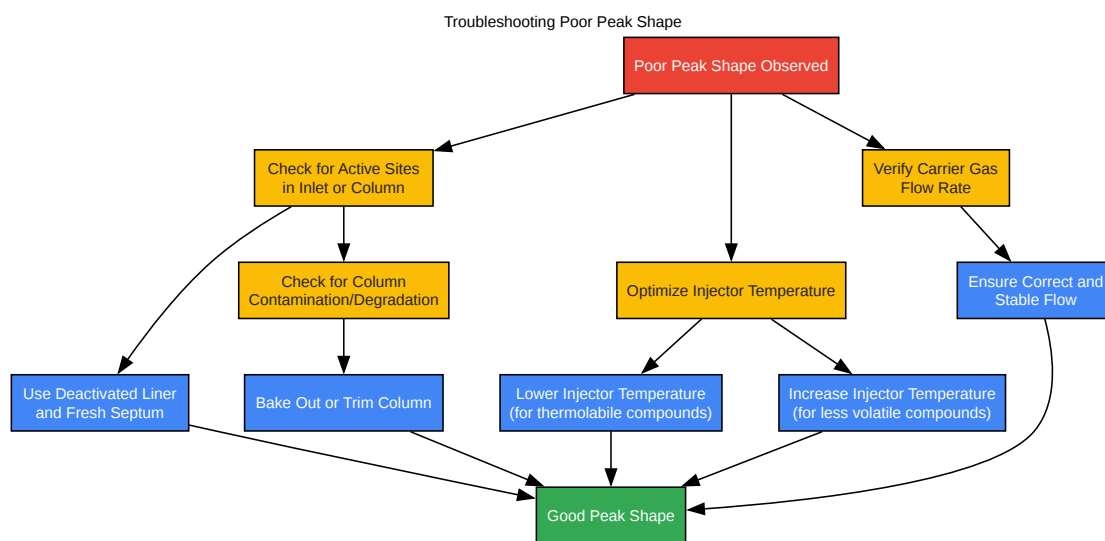 Troubleshooting Poor Peak Shape
Poor Peak Shape Observed
Check for Active Sites
in Inlet or Column
Verify Carrier Gas
Flow Rate
Check for Column
Contamination/Degradation
Optimize Injector Temperature
Ensure Correct and
Stable Flow
Use Deactivated Liner
and Fresh Septum
Bake Out or Trim Column
Lower Injector Temperature
(for thermolabile compounds)
Increase Injector Temperature
(for less volatile compounds)
Good Peak Shape